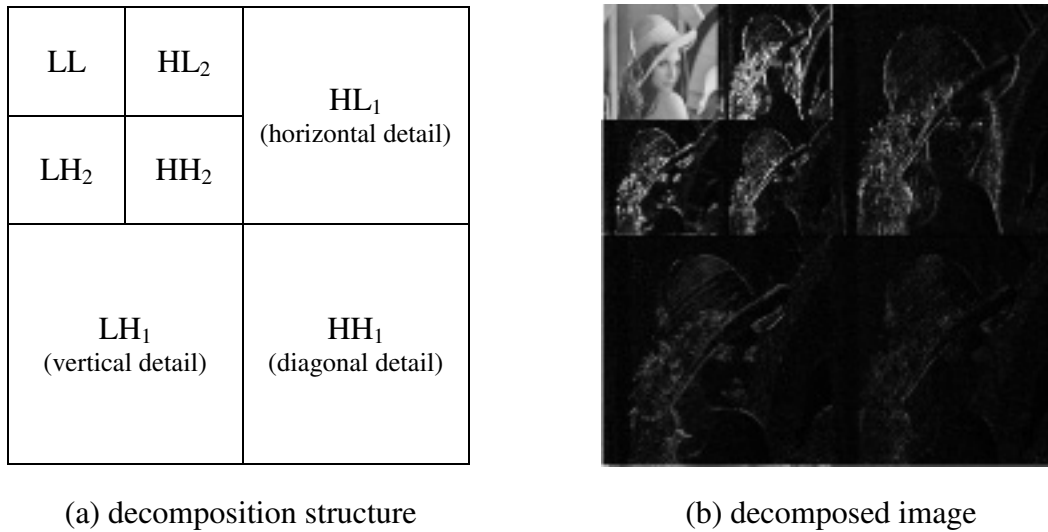 LL
HL₂
HL₁
(horizontal detail)
LH₂
HH₂
LH₁
(vertical detail)
HH₁
(diagonal detail)
(a) decomposition structure
(b) decomposed image